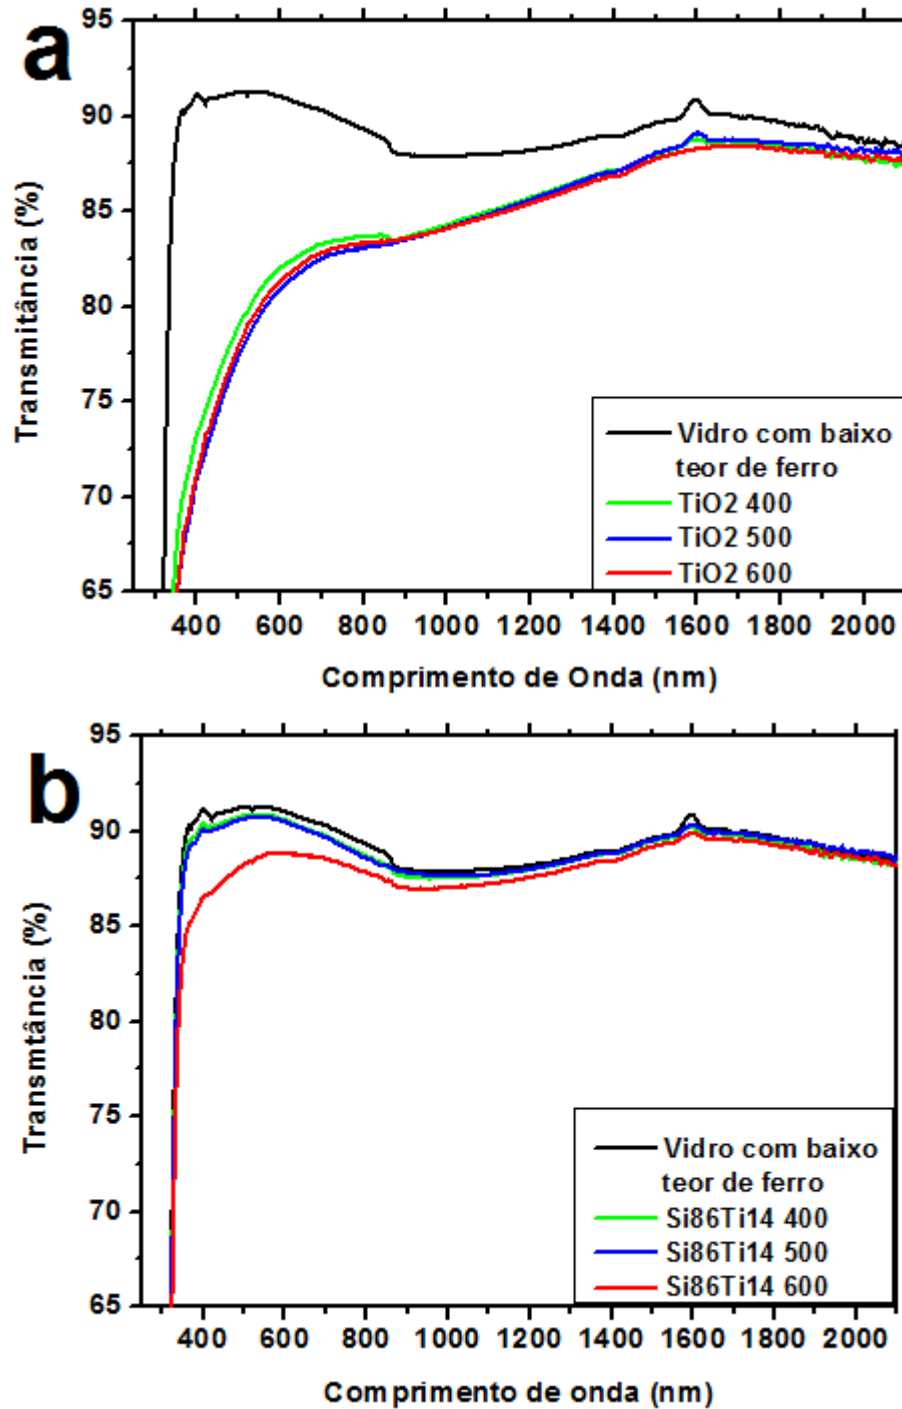 a
95
90
85
80
75
70
65
Transmitância (%)
Vidro com baixo
teor de ferro
TiO2 400
TiO2 500
TiO2 600
400 600 800 1000 1200 1400 1600 1800 2000
Comprimento de Onda (nm)
b
95
90
85
80
75
70
65
Transmtância (%)
Vidro com baixo
teor de ferro
Si86Ti14 400
Si86Ti14 500
Si86Ti14 600
400 600 800 1000 1200 1400 1600 1800 2000
Comprimento de onda (nm)